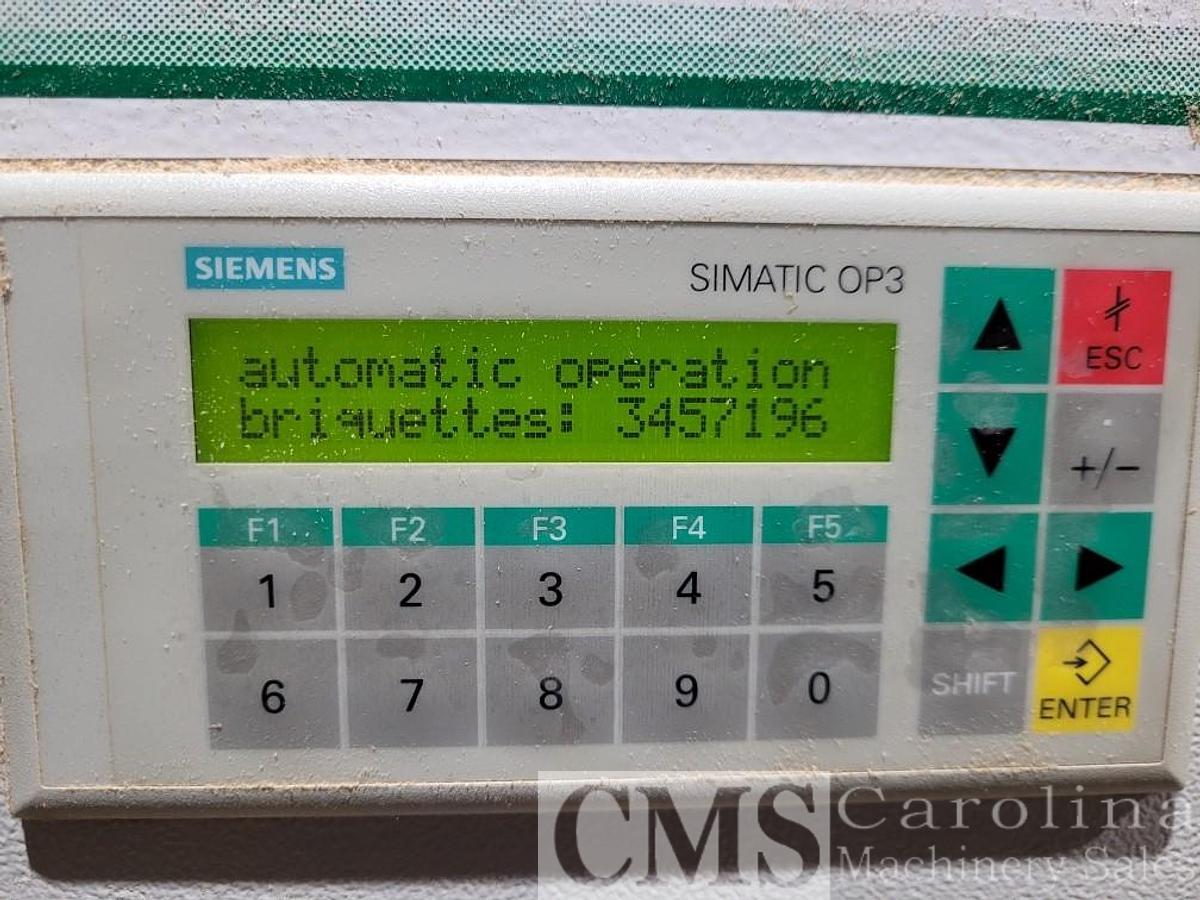 SIEMENS
SIMATIC OP3
automatic operation
briquettes: 3457196
ESC
+/−
F1 F2 F3 F4 F5
1 2 3 4 5
6 7 8 9 0
SHIFT
ENTER
CMS Carolina
Machinery Sales